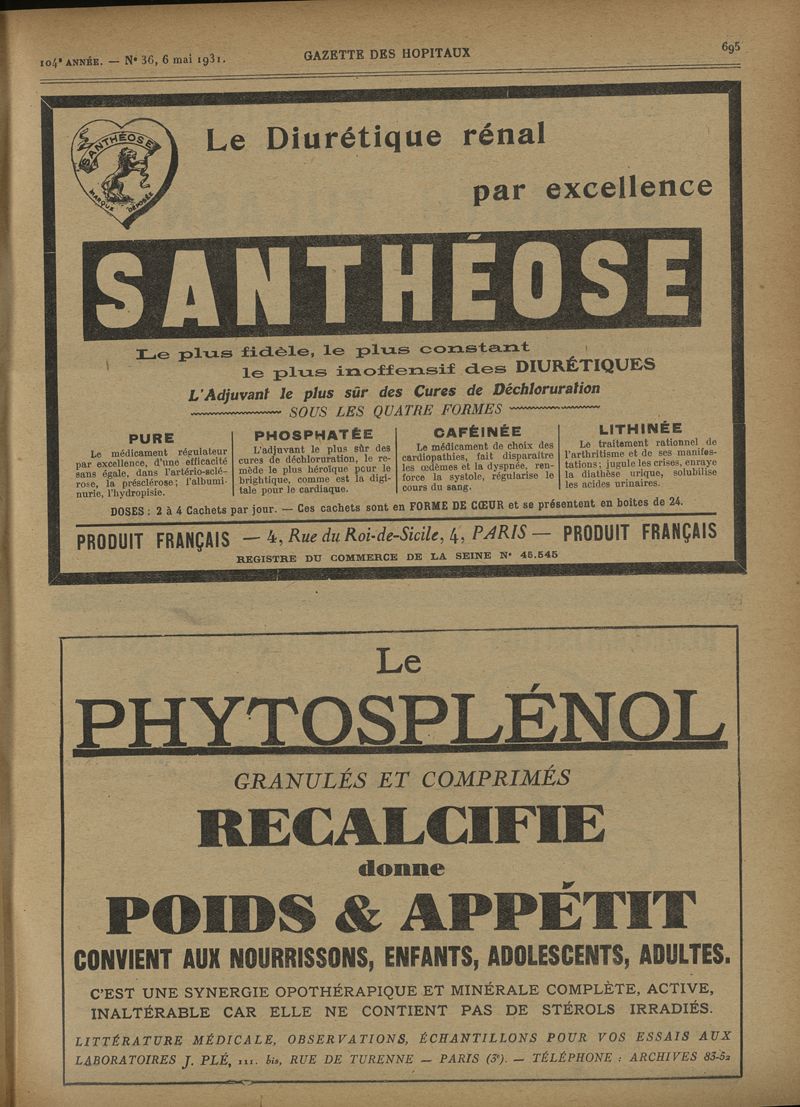 104ᵉ ANNÉE. — Nº 36, 6 mai 1931.
GAZETTE DES HOPITAUX
695
SANTHÉOSE
MARQUE DÉPOSÉE
Le Diurétique rénal
par excellence
SANTHÉOSE
Le plus fidèle, le plus constant
le plus inoffensif des DIURÉTIQUES
L'Adjuvant le plus sûr des Cures de Déchloruration
SOUS LES QUATRE FORMES
PURE
Le médicament régulateur
par excellence, d'une efficacité
sans égale, dans l'artério-sclé-
rose, la présclérose; l'albumi-
nurie, l'hydropisie.
PHOSPHATÉE
L'adjuvant le plus sûr des
cures de déchloruration, le re-
mède le plus héroïque pour le
brightique, comme est la digi-
tale pour le cardiaque.
CAFÉINÉE
Le médicament de choix des
cardiopathies, fait disparaître
les œdèmes et la dyspnée, ren-
force la systole, régularise le
cours du sang.
LITHINÉE
Le traitement rationnel de
l'arthritisme et de ses manifes-
tations; jugule les crises, enraye
la diathèse urique, solubilise
les acides urinaires.
DOSES: 2 à 4 Cachets par jour. — Ces cachets sont en FORME DE CŒUR et se présentent en boîtes de 24.
PRODUIT FRANÇAIS — 4, Rue du Roi-de-Sicile, 4, PARIS — PRODUIT FRANÇAIS
REGISTRE DU COMMERCE DE LA SEINE Nº 45.545
Le
PHYTOSPLÉNOL
GRANULÉS ET COMPRIMÉS
RECALCIFIE
donne
POIDS & APPÉTIT
CONVIENT AUX NOURRISSONS, ENFANTS, ADOLESCENTS, ADULTES.
C'EST UNE SYNERGIE OPOTHÉRAPIQUE ET MINÉRALE COMPLÈTE, ACTIVE,
INALTÉRABLE CAR ELLE NE CONTIENT PAS DE STÉROLS IRRADIÉS.
LITTÉRATURE MÉDICALE, OBSERVATIONS, ÉCHANTILLONS POUR VOS ESSAIS AUX
LABORATOIRES J. PLÉ, 111. bis, RUE DE TURENNE — PARIS (3ᵉ). — TÉLÉPHONE : ARCHIVES 83-52